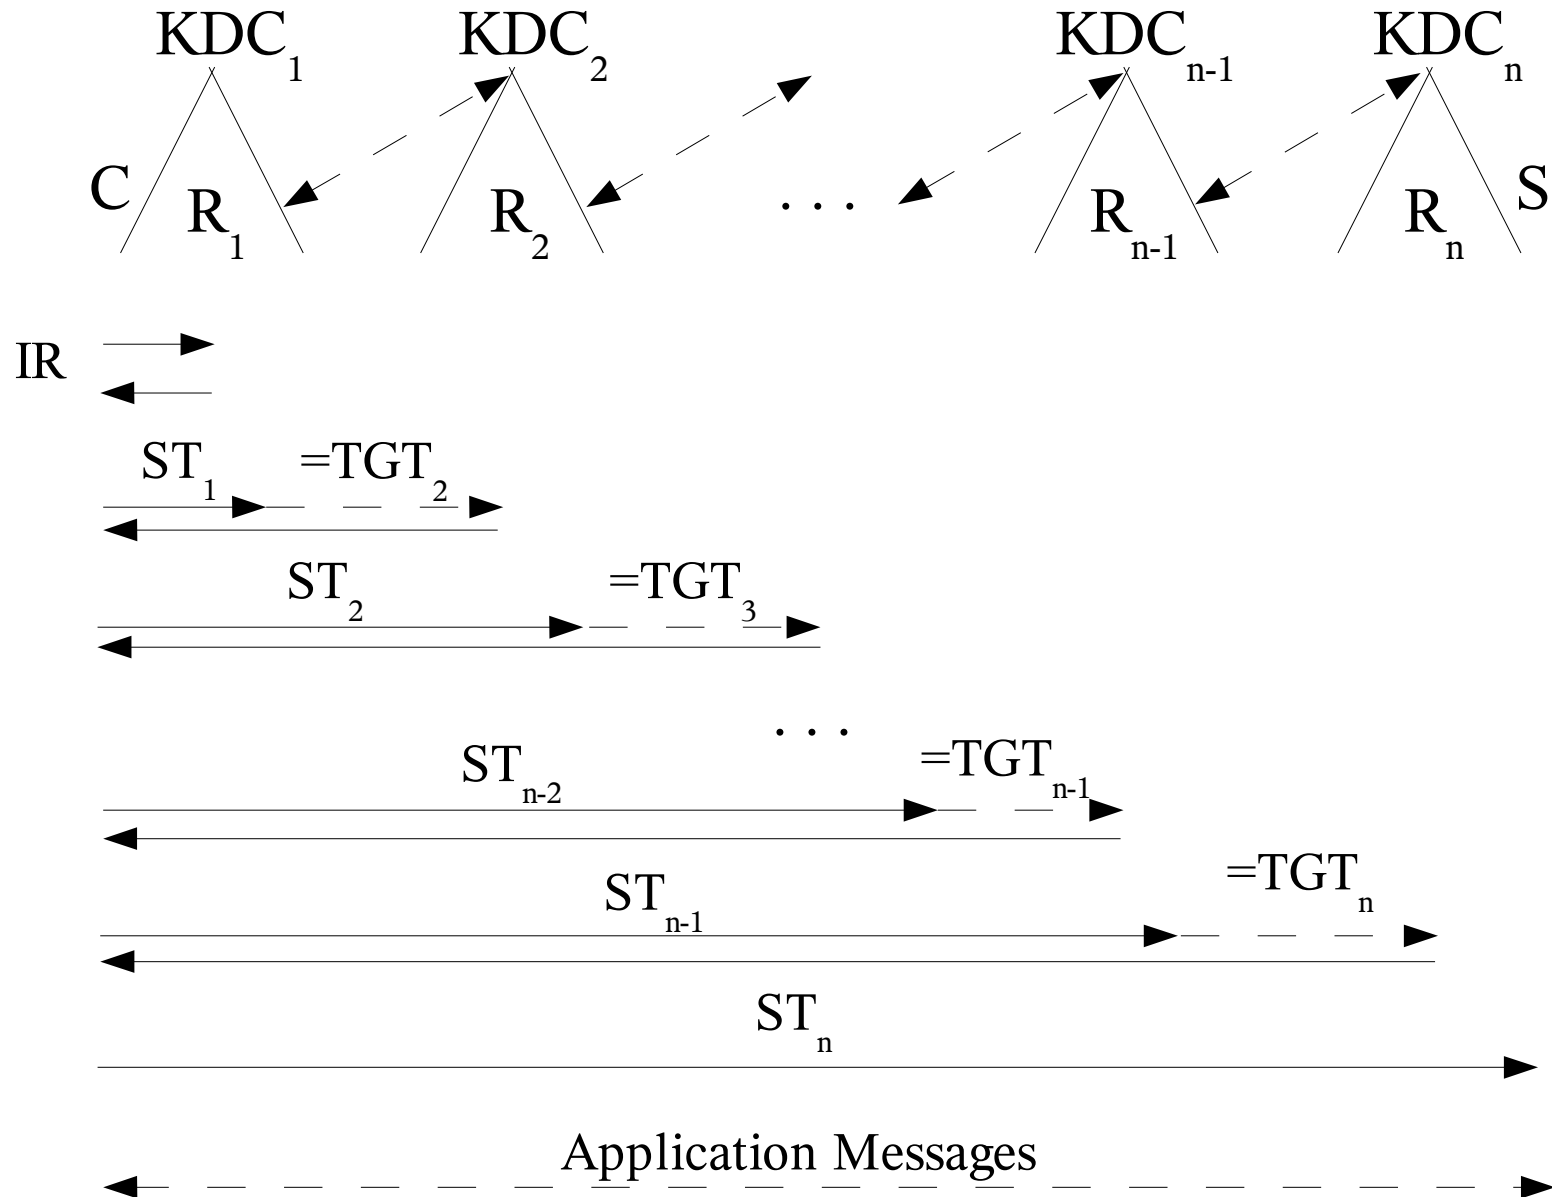 KDC₁ KDC₂ KDCₙ₋₁ KDCₙ
C R₁ R₂ . . . Rₙ₋₁ Rₙ S
IR
ST₁ =TGT₂
ST₂ =TGT₃
. . .
STₙ₋₂ =TGTₙ₋₁
STₙ₋₁ =TGTₙ
STₙ
Application Messages